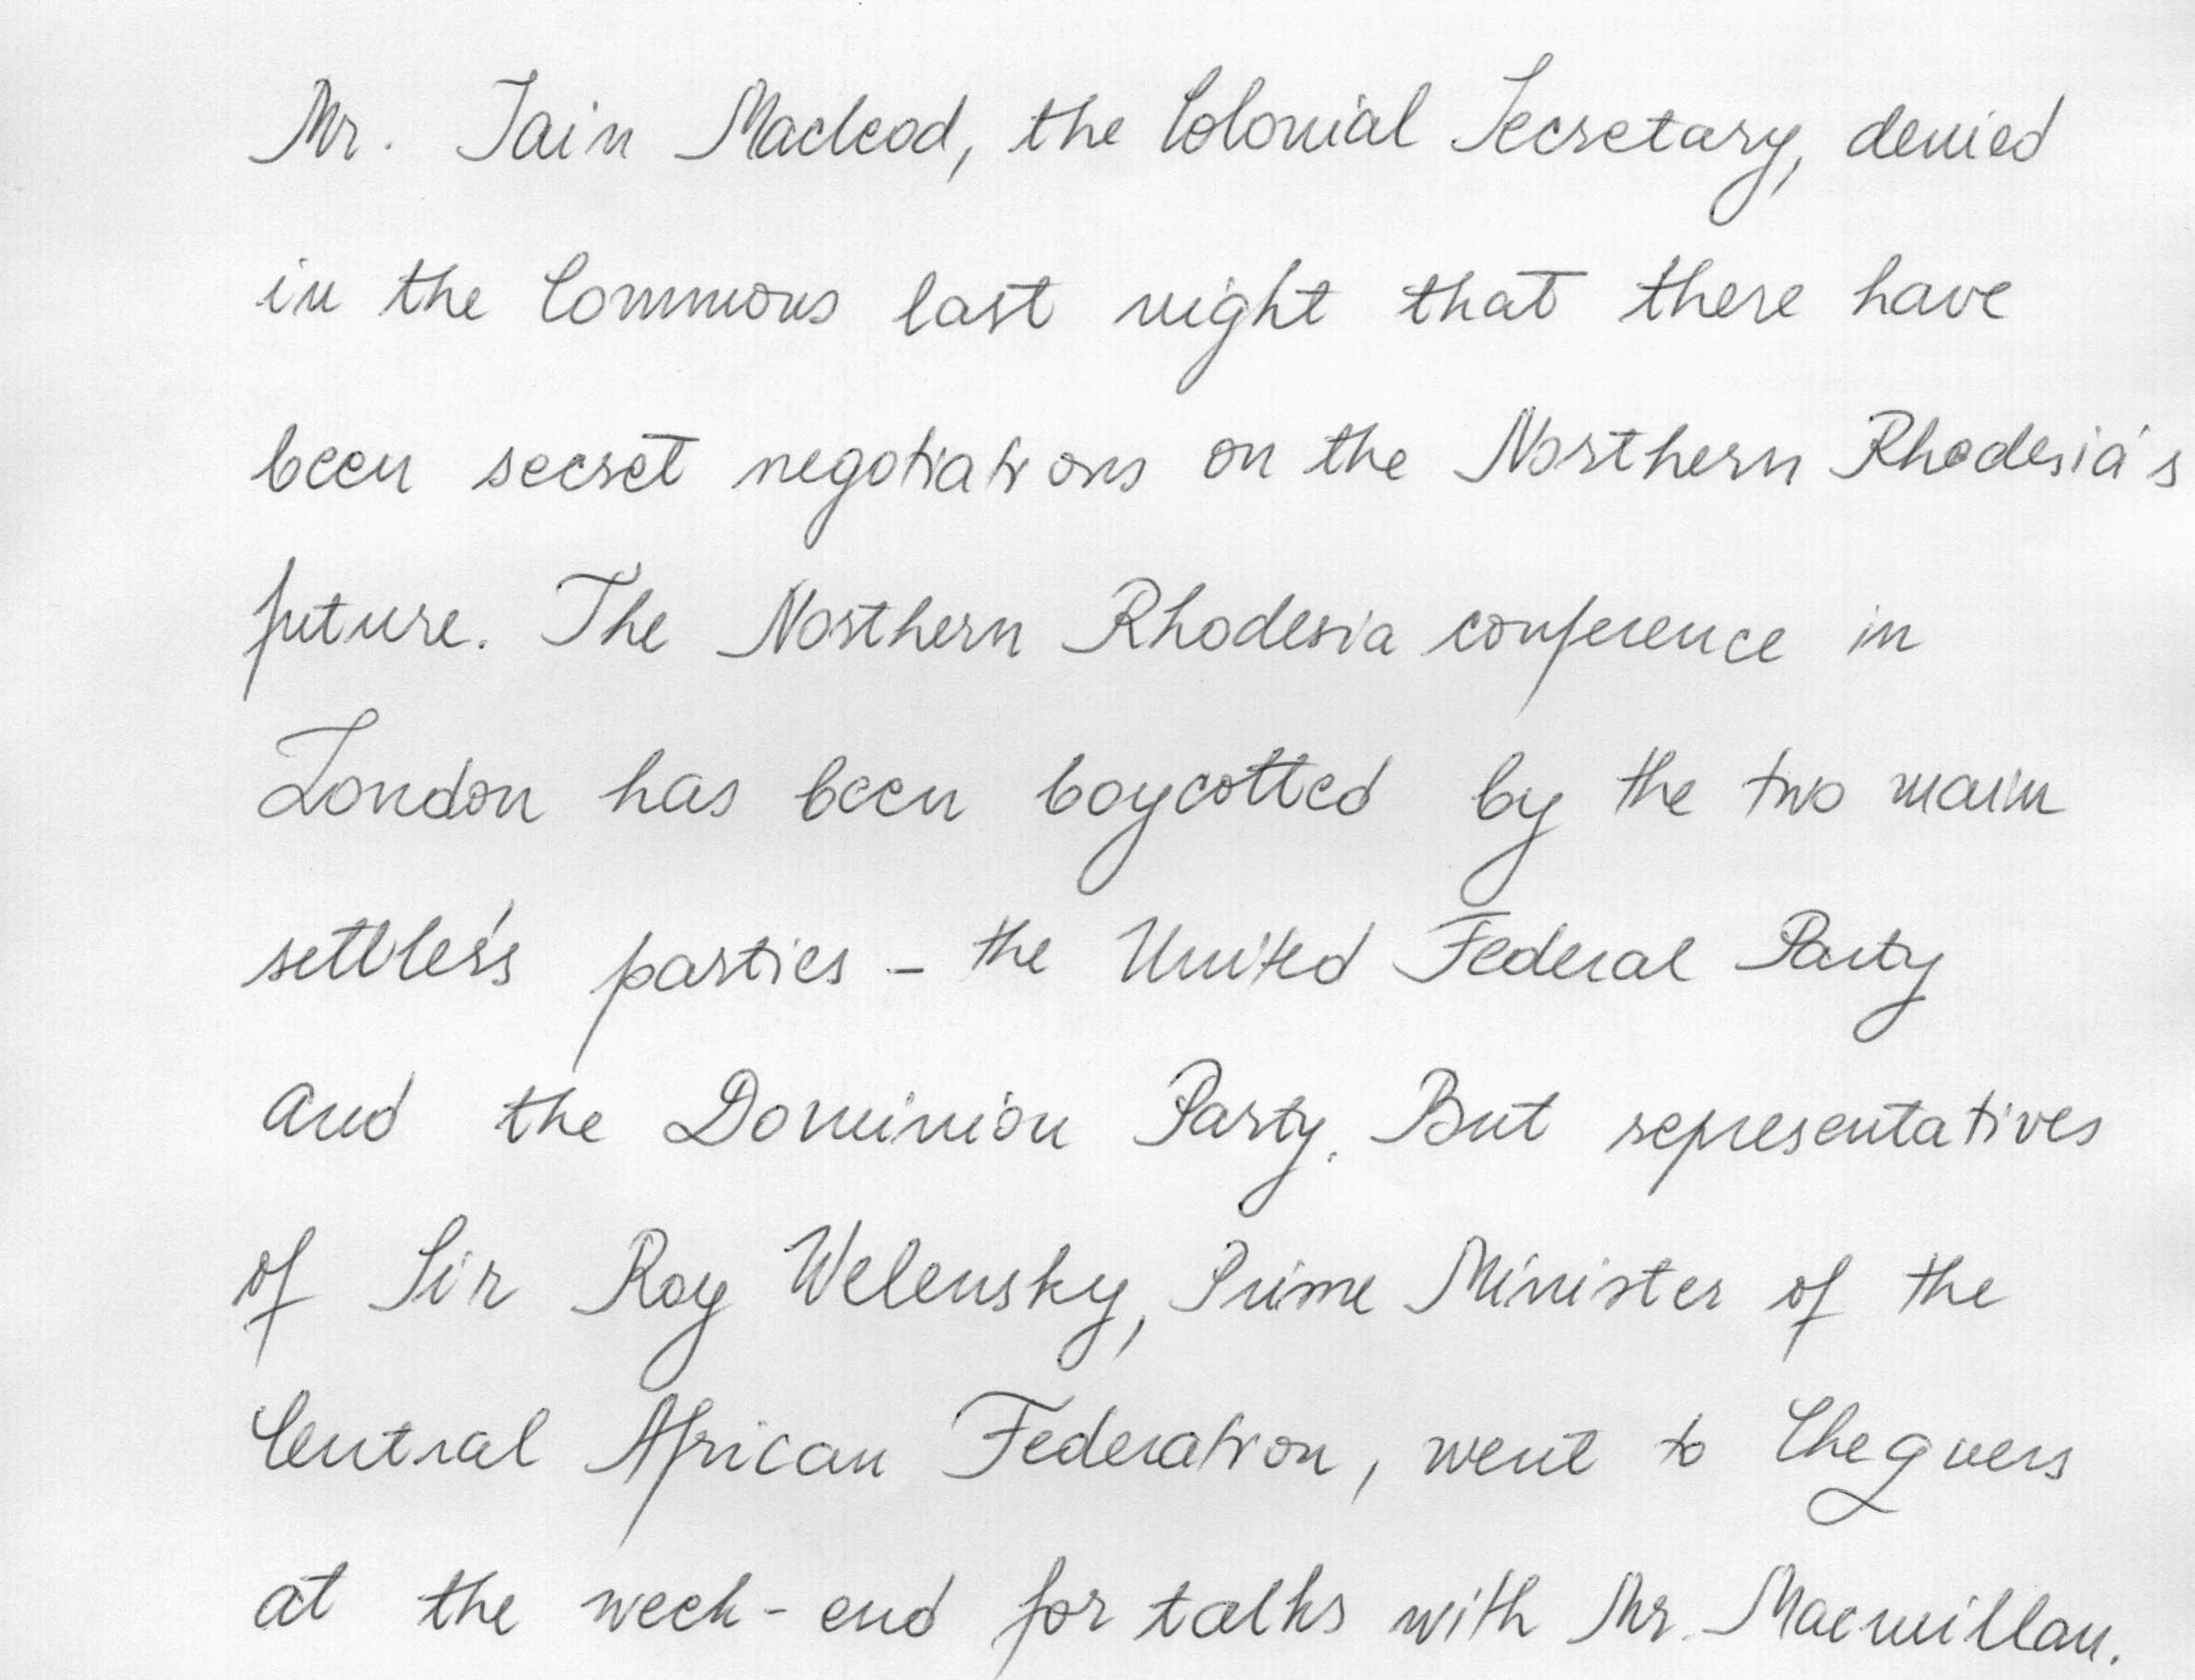 Mr. Iain Macleod, the Colonial Secretary, denied
in the Commons last night that there have
been secret negotiations on the Northern Rhodesia's
future. The Northern Rhodesia conference in
London has been boycotted by the two main
settler's parties - the United Federal Party
and the Dominion Party. But representatives
of Sir Roy Welensky, Prime Minister of the
Central African Federation, went to Chequers
at the week-end for talks with Mr. Macmillan.